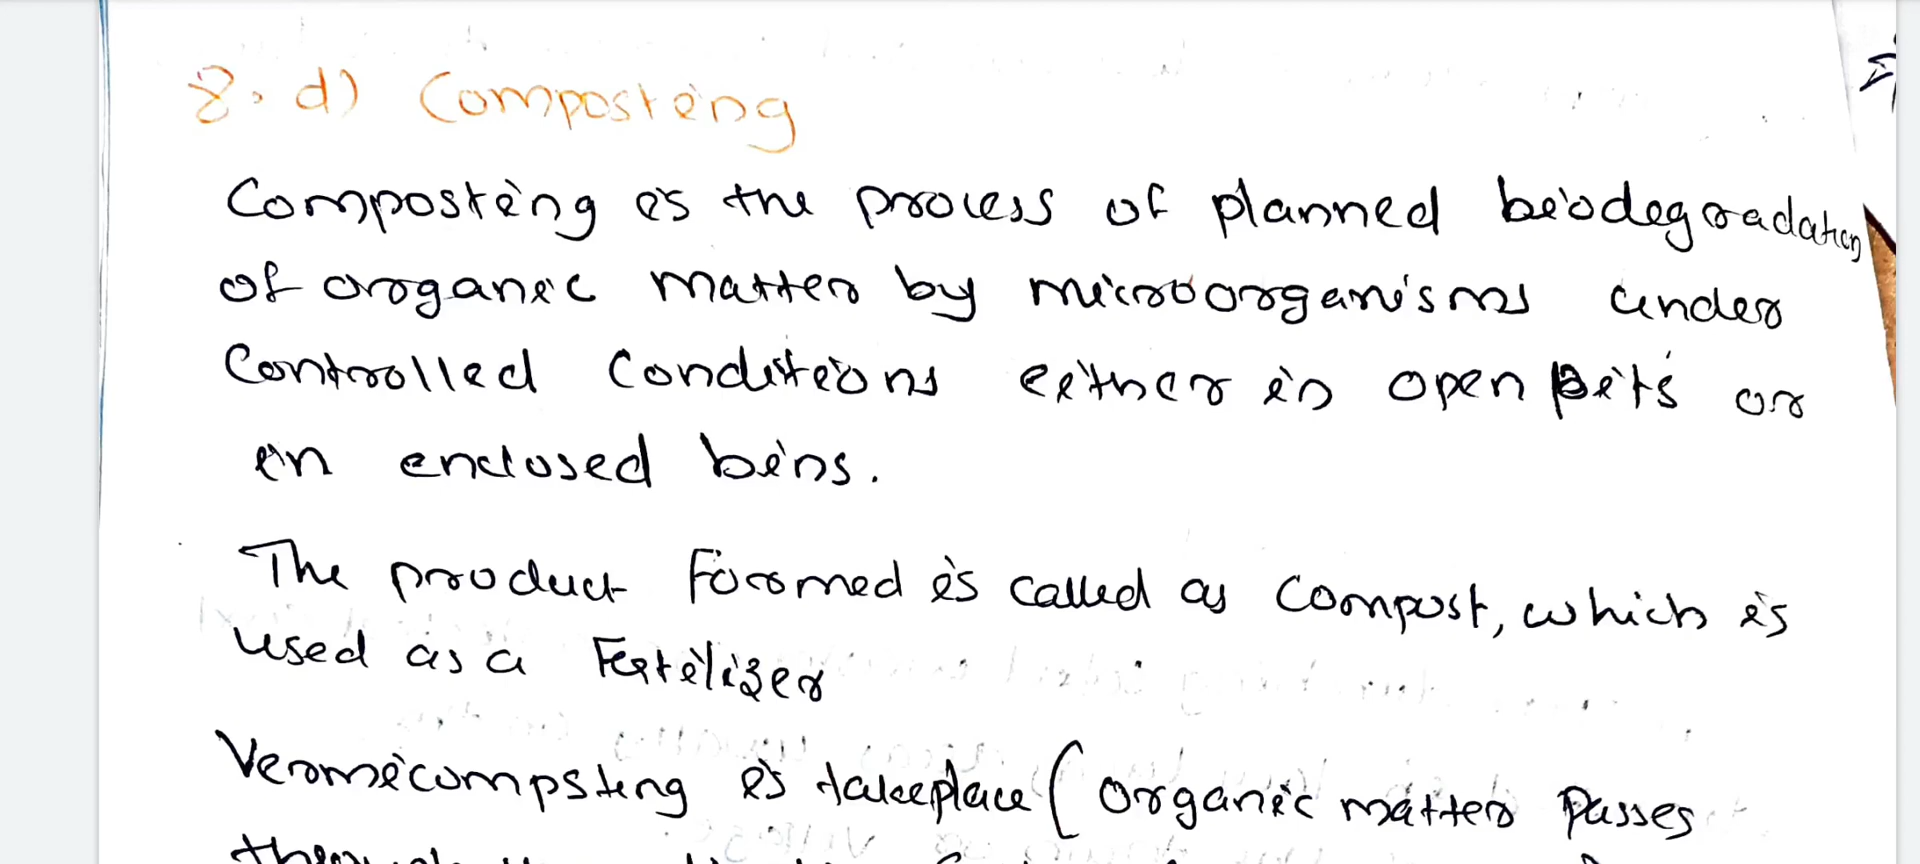 8. d) Composting
Composting is the process of planned biodegradation
of organic matter by microorganisms under
Controlled Conditions either in open pits or
in enclosed bins.
The product Formed is called as Compost, which is
used as a Fertilizer
Vermicompsting is takeplace ( organic matter passes